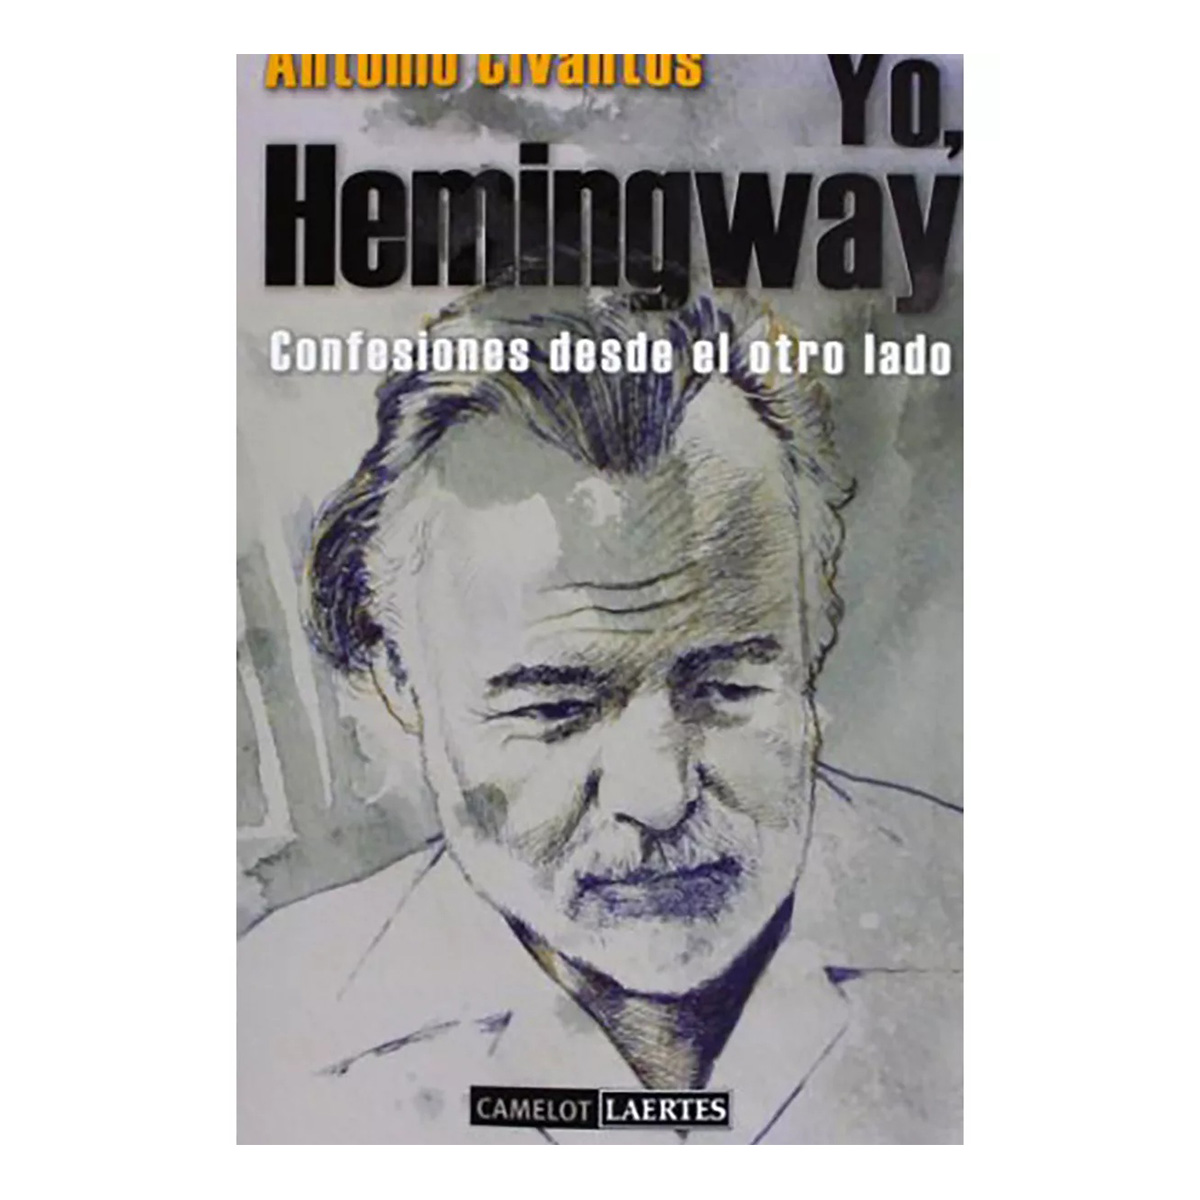 Antonio Civantos
Yo,
Hemingway
Confesiones desde el otro lado
CAMELOT LAERTES